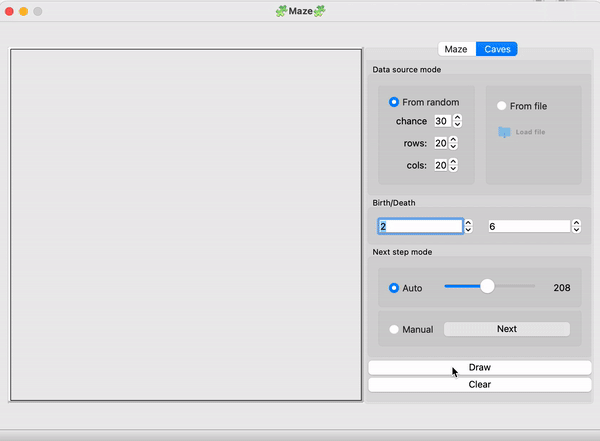 🧩Maze🧩
Maze Caves
Data source mode
From random
From file
chance 30
Load file
rows: 20
cols: 20
Birth/Death
2 6
Next step mode
Auto 208
Manual Next
Draw
Clear